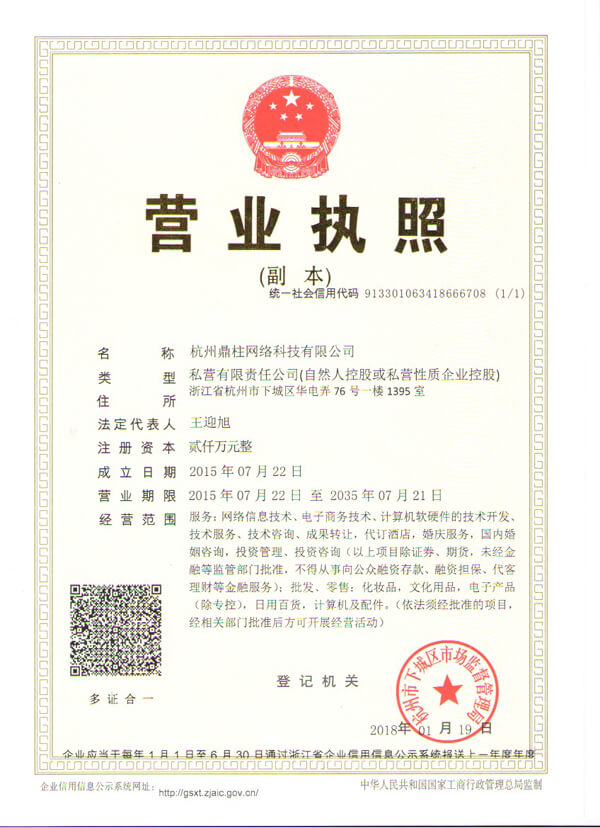 营业执照
(副 本)
统一社会信用代码 913301063418666708 (1/1)
名 称 杭州鼎柱网络科技有限公司
类 型 私营有限责任公司(自然人控股或私营性质企业控股)
住 所 浙江省杭州市下城区华电弄 76 号一楼 1395 室
法定代表人 王迎旭
注册资本 贰仟万元整
成立日期 2015 年 07 月 22 日
营业期限 2015 年 07 月 22 日 至 2035 年 07 月 21 日
经营范围 服务：网络信息技术、电子商务技术、计算机软硬件的技术开发、
技术服务、技术咨询、成果转让，代订酒店，婚庆服务，国内婚
姻咨询，投资管理、投资咨询（以上项目除证券、期货，未经金
融等监管部门批准，不得从事向公众融资存款、融资担保、代客
理财等金融服务）；批发、零售：化妆品，文化用品，电子产品
（除专控），日用百货，计算机及配件。（依法须经批准的项目，
经相关部门批准后方可开展经营活动）
多证合一
登记机关
杭州市下城区市场监督管理局
2018年 01 月 19 日
企业应当于每年 1 月 1 日至 6 月 30 日通过浙江省企业信用信息公示系统报送上一年度年度
企业信用信息公示系统网址：http://gsxt.zjaic.gov.cn/
中华人民共和国国家工商行政管理总局监制